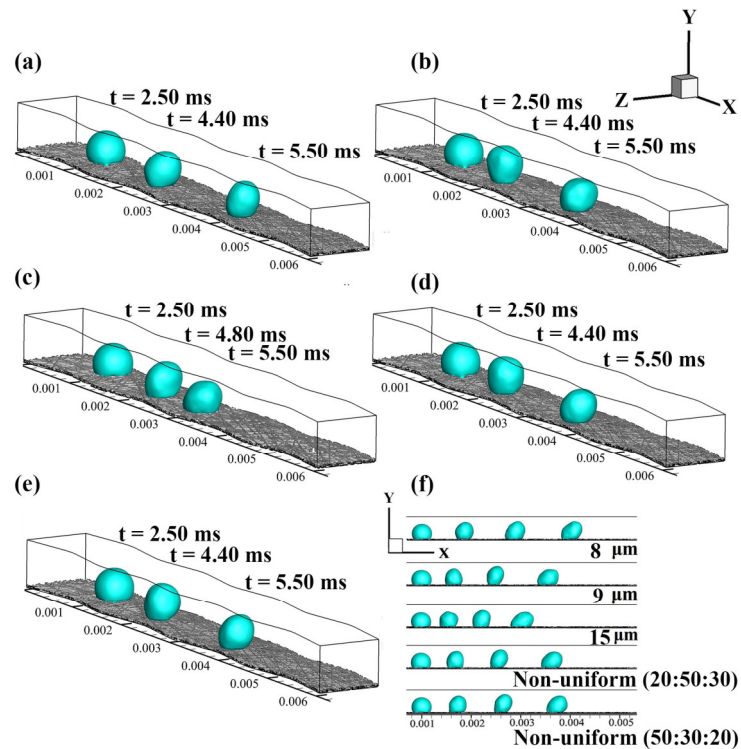 (a)
t = 2.50 ms
t = 4.40 ms
t = 5.50 ms
0.001
0.002
0.003
0.004
0.005
0.006
(b)
t = 2.50 ms
t = 4.40 ms
t = 5.50 ms
0.001
0.002
0.003
0.004
0.005
0.006
Y
Z
X
(c)
t = 2.50 ms
t = 4.80 ms
t = 5.50 ms
0.001
0.002
0.003
0.004
0.005
0.006
(d)
t = 2.50 ms
t = 4.40 ms
t = 5.50 ms
0.001
0.002
0.003
0.004
0.005
0.006
(e)
t = 2.50 ms
t = 4.40 ms
t = 5.50 ms
0.001
0.002
0.003
0.004
0.005
0.006
(f)
Y
X
8 μm
9 μm
15 μm
Non-uniform (20:50:30)
0.001 0.002 0.003 0.004 0.005
Non-uniform (50:30:20)